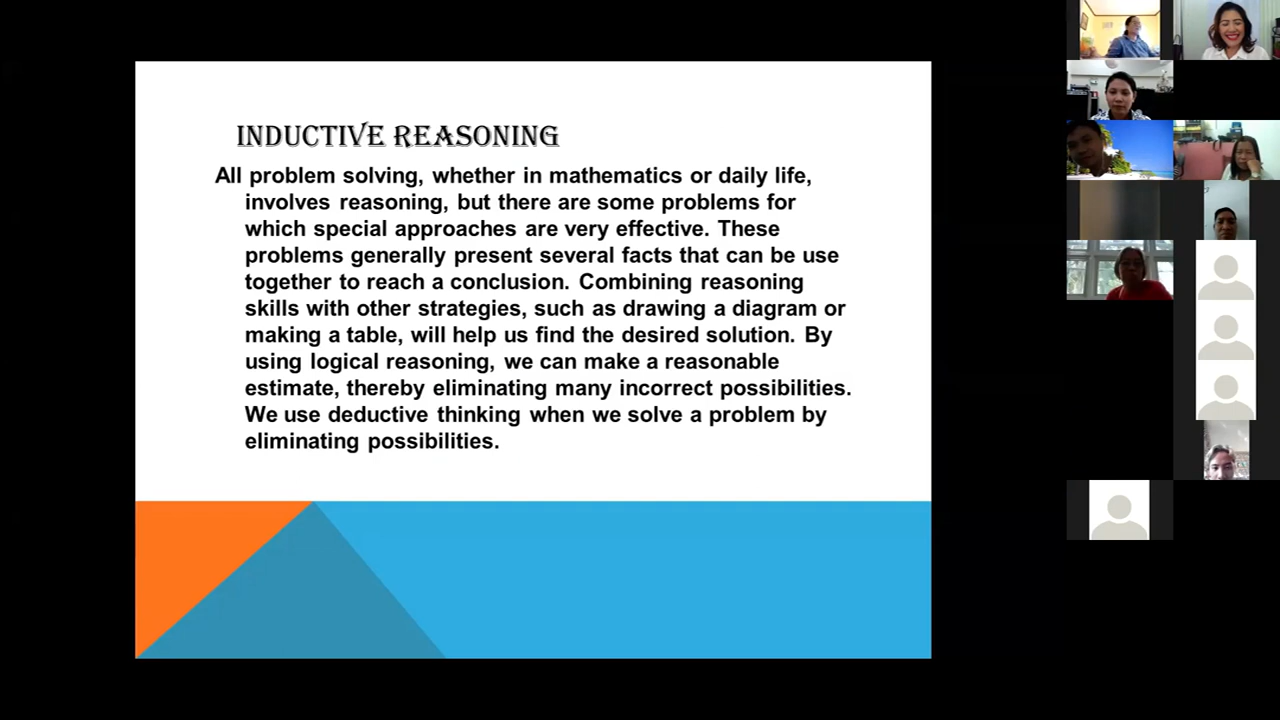 INDUCTIVE REASONING
All problem solving, whether in mathematics or daily life,
involves reasoning, but there are some problems for
which special approaches are very effective. These
problems generally present several facts that can be use
together to reach a conclusion. Combining reasoning
skills with other strategies, such as drawing a diagram or
making a table, will help us find the desired solution. By
using logical reasoning, we can make a reasonable
estimate, thereby eliminating many incorrect possibilities.
We use deductive thinking when we solve a problem by
eliminating possibilities.